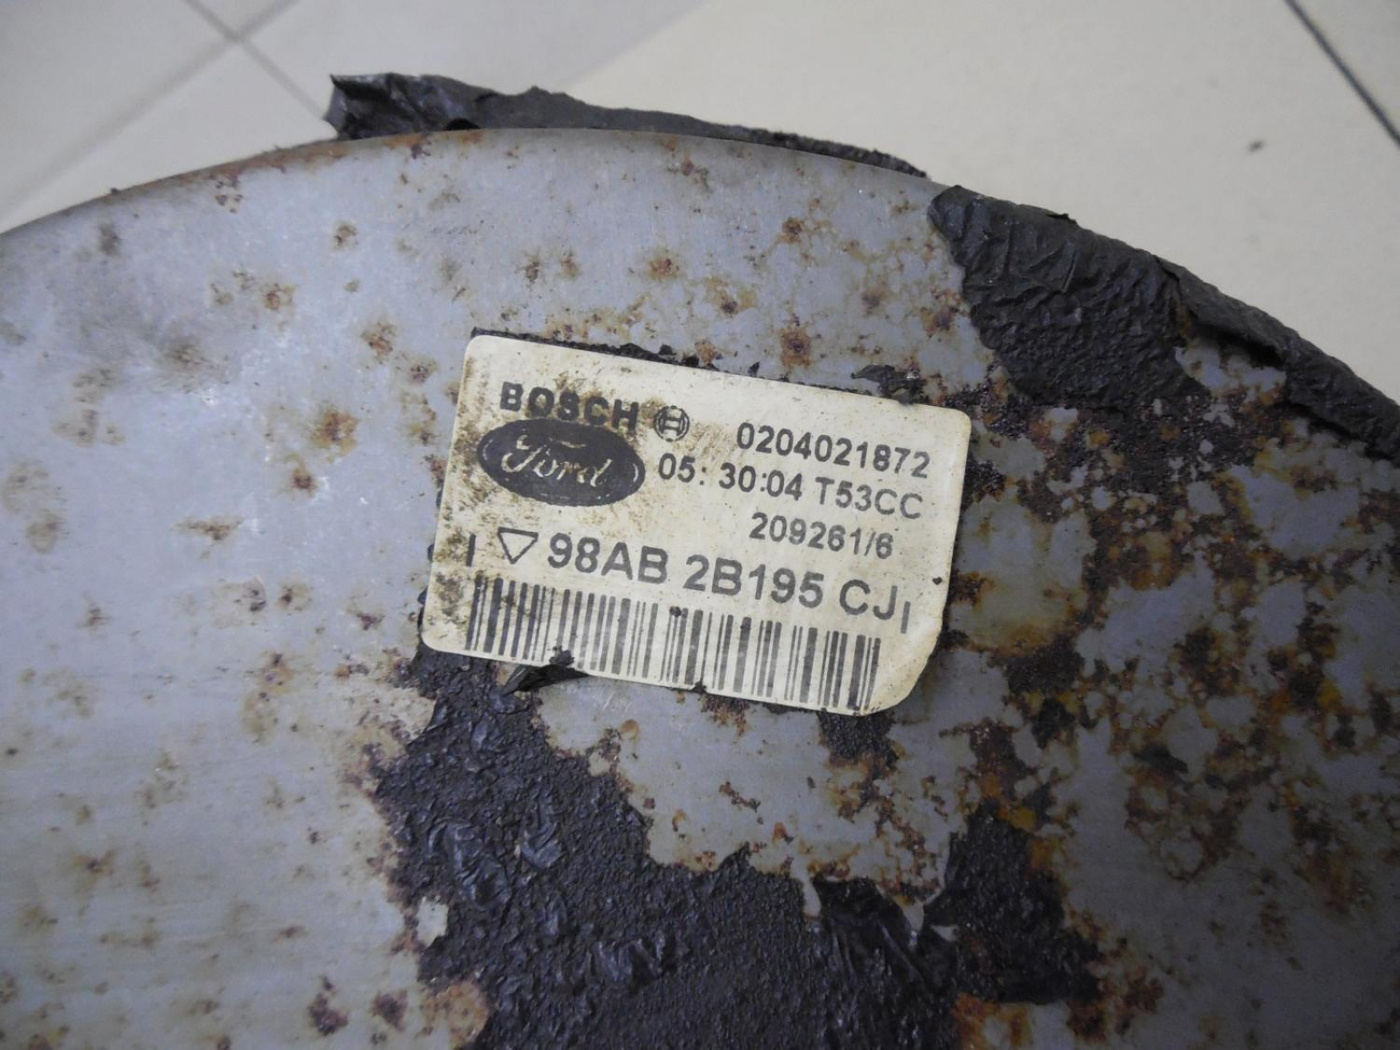 BOSCH 0204021872
Ford 05: 30:04 T53CC
209261/6
98AB 2B195 CJ